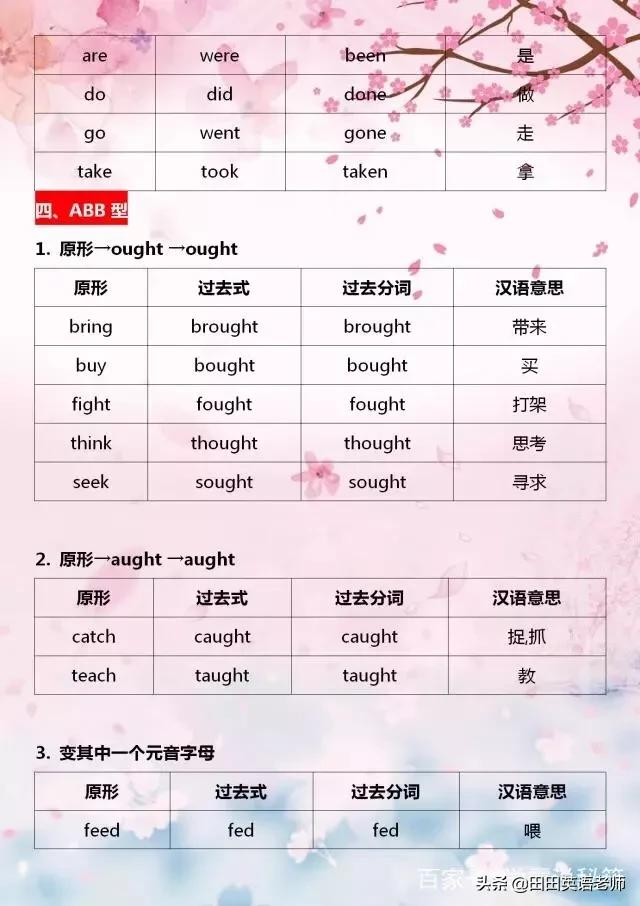 are were been 是
do did done 做
go went gone 走
take took taken 拿
四、ABB 型
1. 原形→ought →ought
原形 过去式 过去分词 汉语意思
bring brought brought 带来
buy bought bought 买
fight fought fought 打架
think thought thought 思考
seek sought sought 寻求
2. 原形→aught →aught
原形 过去式 过去分词 汉语意思
catch caught caught 捉,抓
teach taught taught 教
3. 变其中一个元音字母
原形 过去式 过去分词 汉语意思
feed fed fed 喂
百家
头条 @田田英语老师